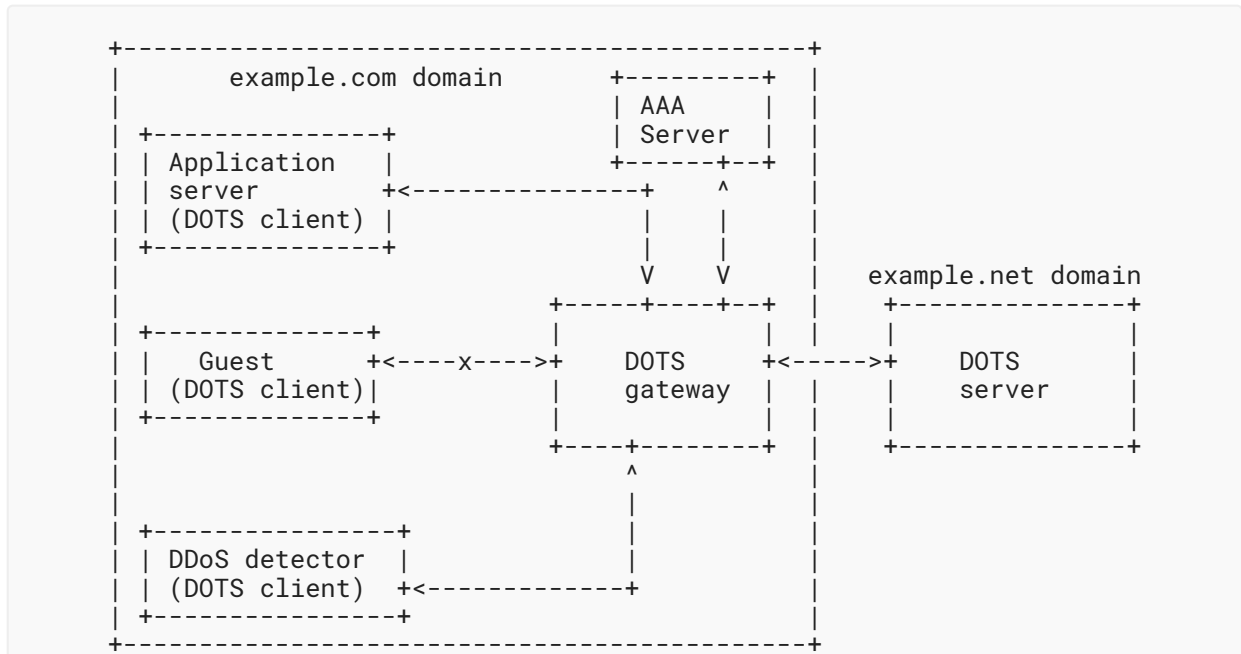 +-----------------------------------------------+
|         example.com domain        +---------+ |
|                                   | AAA     | |
| +---------------+                 | Server  | |
| | Application   |                 +------+--+ |
| | server        +<---------------+       ^    |
| | (DOTS client) |                |       |    |
| +---------------+                |       |    |
|                                  V       V    |   example.net domain
|                            +-----+----+--+    |     +---------------+
| +--------------+           |             |    |     |               |
| |   Guest      +<----x---->+    DOTS     +<----->+    DOTS       |
| | (DOTS client)|           |    gateway  |    |     |    server     |
| +--------------+           |             |    |     |               |
|                            +----+--------+    |     +---------------+
|                                 ^             |
|                                 |             |
| +----------------+              |             |
| | DDoS detector  |              |             |
| | (DOTS client)  +<-------------+             |
| +----------------+                            |
+-----------------------------------------------+